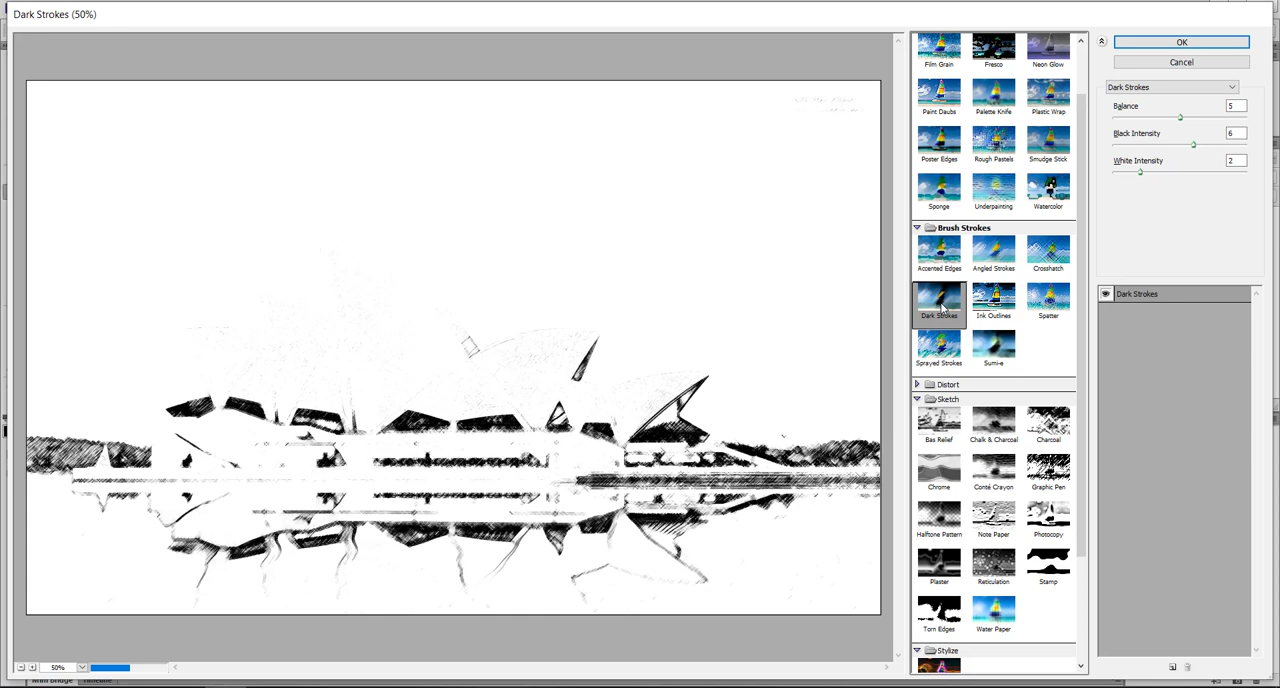 Dark Strokes (50%)
Film Grain
Fresco
Neon Glow
Paint Daubs
Palette Knife
Plastic Wrap
Poster Edges
Rough Pastels
Smudge Stick
Sponge
Underpainting
Watercolor
Brush Strokes
Accented Edges
Angled Strokes
Crosshatch
Dark Strokes
Ink Outlines
Spatter
Sprayed Strokes
Sumi-e
Distort
Sketch
Bas Relief
Chalk & Charcoal
Charcoal
Chrome
Conté Crayon
Graphic Pen
Halftone Pattern
Note Paper
Photocopy
Plaster
Reticulation
Stamp
Torn Edges
Water Paper
Stylize
OK
Cancel
Dark Strokes
Balance 5
Black Intensity 6
White Intensity 2
Dark Strokes
50%
Mini Bridge Timeline